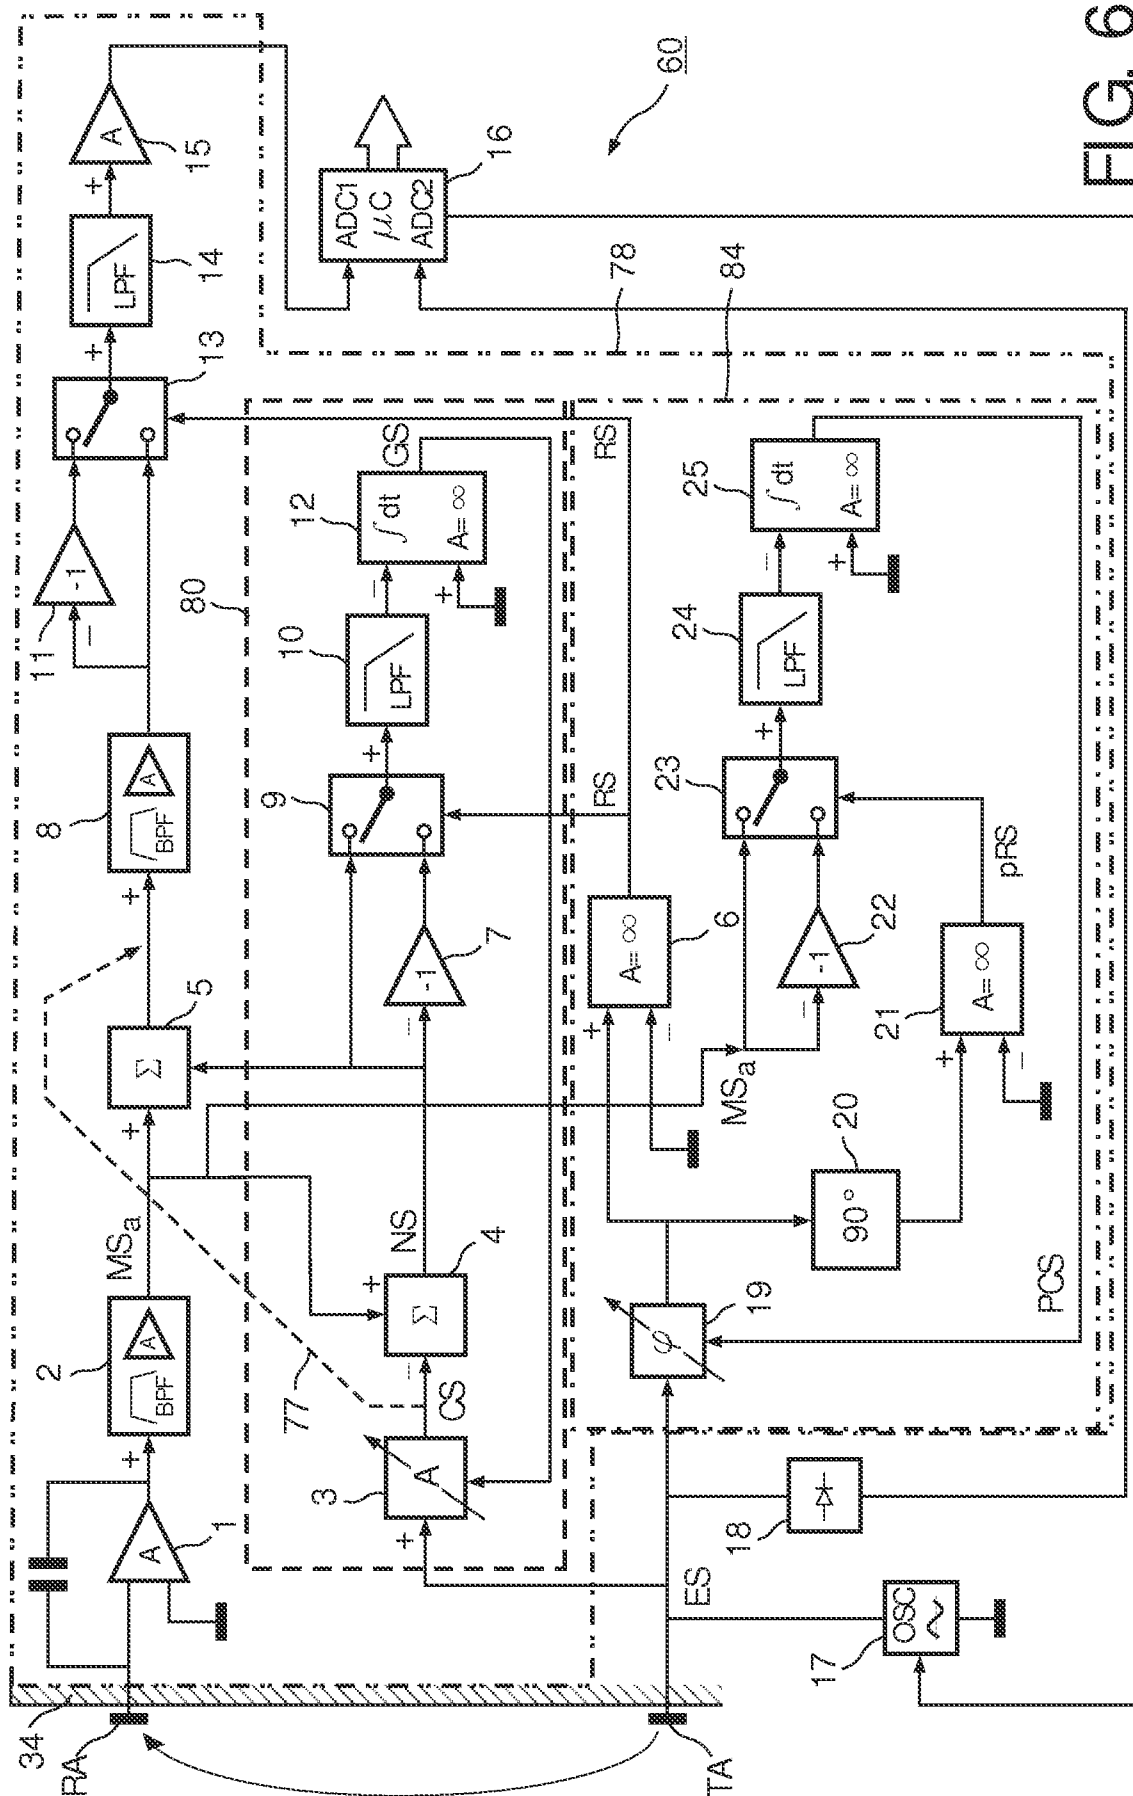 FIG. 6
60
34
RA
A
1
+
2
BPF
A
MSa
+
5
Σ
+
8
BPF
A
11
−
-1
13
+
14
LPF
+
15
A
77
80
3
+
A
CS
−
+
Σ
4
NS
−
-1
7
9
+
10
LPF
−
+
12
∫ dt
A= ∞
GS
ADC1
μC
ADC2
16
78
84
TA
ES
φ
19
+
−
A= ∞
6
RS
RS
MSa
−
-1
22
23
+
24
LPF
−
+
25
∫ dt
A= ∞
20
90°
+
−
21
A= ∞
pRS
PCS
18
17
OSC
~